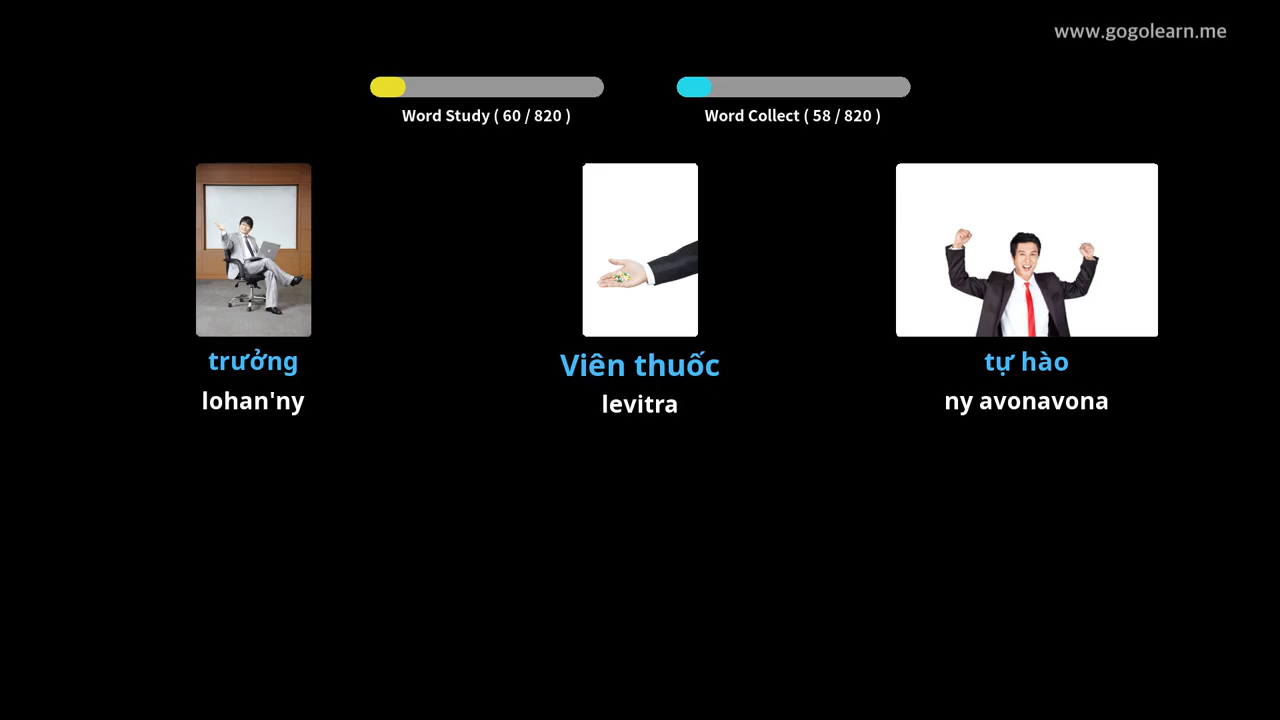 www.gogolearn.me
Word Study ( 60 / 820 )
Word Collect ( 58 / 820 )
trưởng
lohan'ny
Viên thuốc
levitra
tự hào
ny avonavona